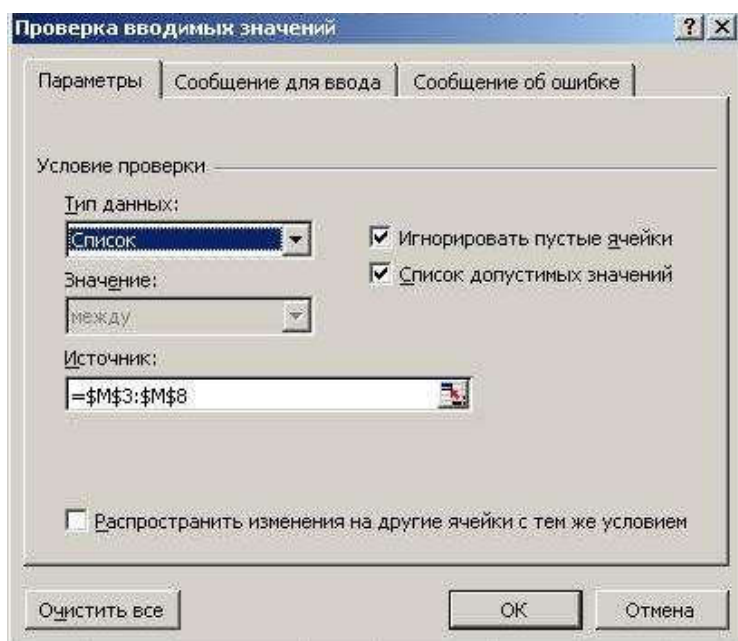 Проверка вводимых значений
Параметры Сообщение для ввода Сообщение об ошибке
Условие проверки
Тип данных:
Список
Игнорировать пустые ячейки
Значение:
Список допустимых значений
между
Источник:
=$M$3:$M$8
Распространить изменения на другие ячейки с тем же условием
Очистить все ОК Отмена